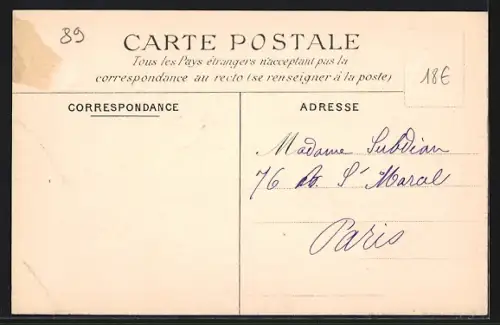 89
CARTE POSTALE
Tous les Pays étrangers n'acceptant pas la
correspondance au recto (se renseigner à la poste)
18€
CORRESPONDANCE
ADRESSE
Madame
76 St Marcel
Paris